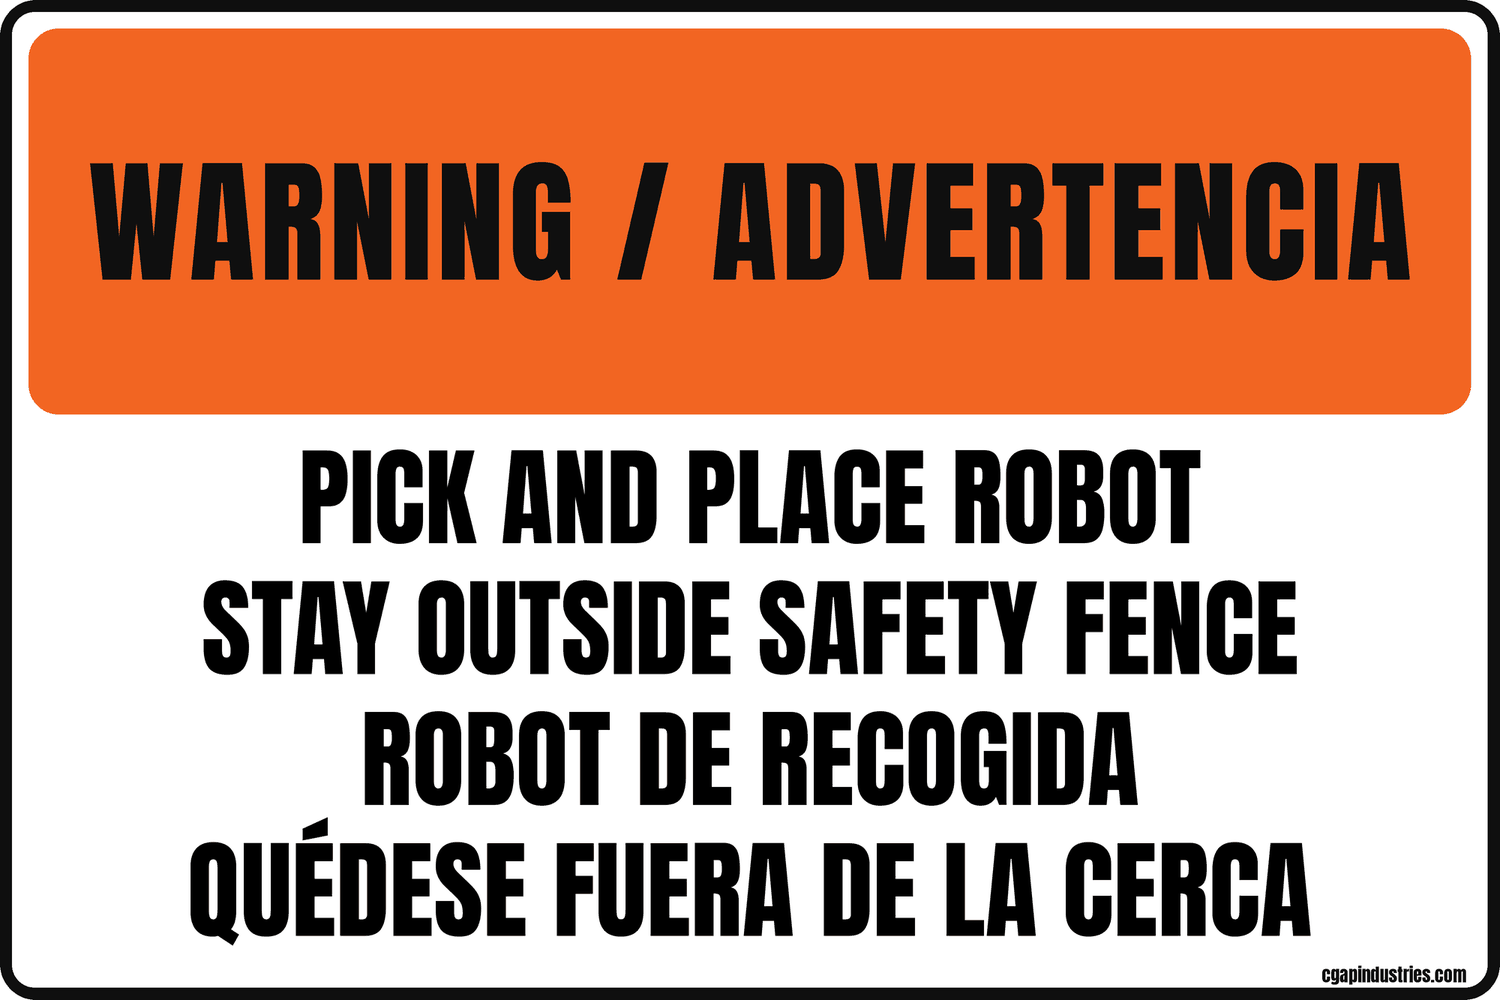 WARNING / ADVERTENCIA
PICK AND PLACE ROBOT
STAY OUTSIDE SAFETY FENCE
ROBOT DE RECOGIDA
QUÉDESE FUERA DE LA CERCA
cgapindustries.com